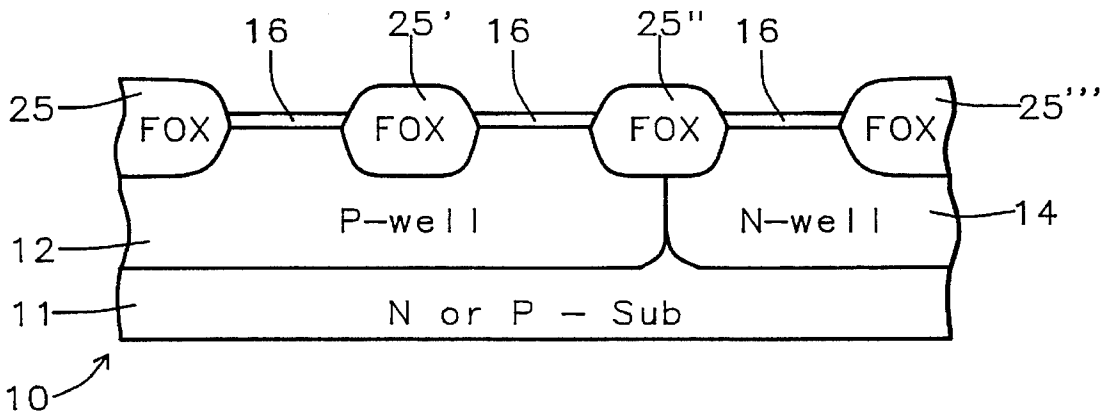 16 25' 16 25" 16
25 25'''
FOX FOX FOX FOX
P-well N-well 14
12
11 N or P - Sub
10